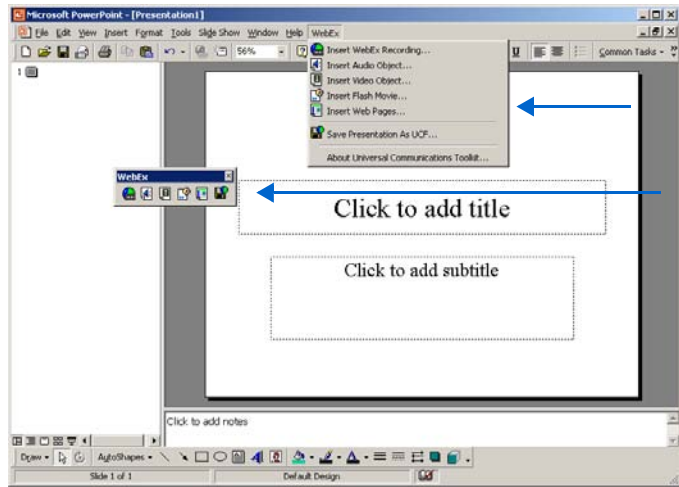 Microsoft PowerPoint - [Presentation1]
File Edit View Insert Format Tools Slide Show Window Help WebEx
56%
U
Common Tasks
Insert WebEx Recording...
Insert Audio Object...
Insert Video Object...
Insert Flash Movie...
Insert Web Pages...
Save Presentation As UCF...
About Universal Communications Toolkit...
1
WebEx
Click to add title
Click to add subtitle
Click to add notes
Draw AutoShapes
Slide 1 of 1 Default Design